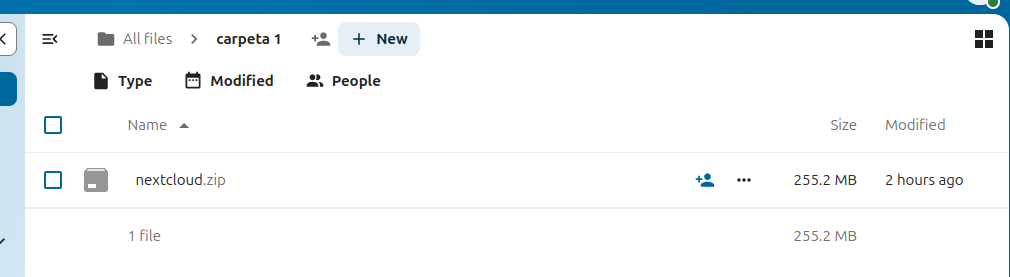 All files carpeta 1 New
Type Modified People
Name Size Modified
nextcloud.zip 255.2 MB 2 hours ago
1 file 255.2 MB